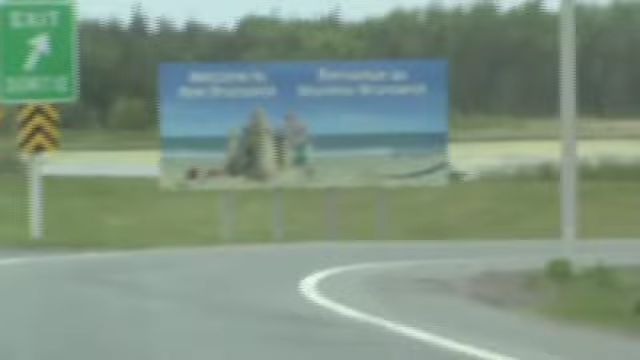 EXIT
SORTIE
Welcome to
New Brunswick
Bienvenue au
Nouveau-Brunswick